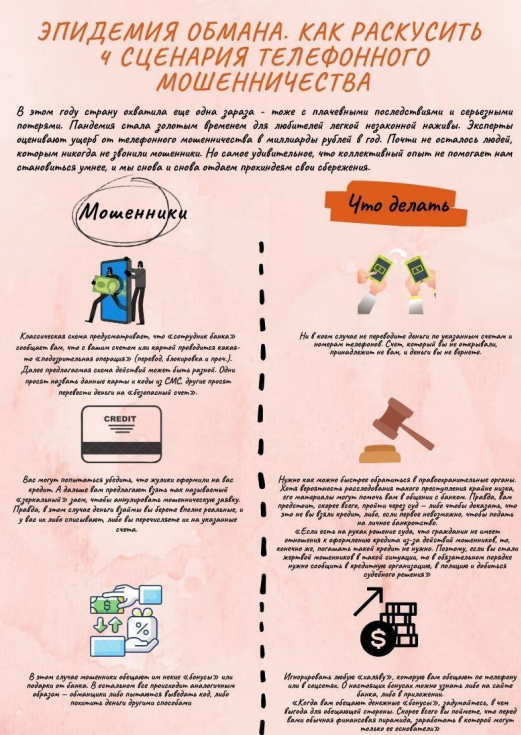 ЭПИДЕМИЯ ОБМАНА. КАК РАСКУСИТЬ
4 СЦЕНАРИЯ ТЕЛЕФОННОГО
МОШЕННИЧЕСТВА
В этом году страну охватила еще одна зараза - тоже с плачевными последствиями и серьезными
потерями. Пандемия стала золотым временем для любителей легкой незаконной наживы. Эксперты
оценивают ущерб от телефонного мошенничества в миллиарды рублей в год. Почти не осталось людей,
которым никогда не звонили мошенники. Но самое удивительное, что коллективный опыт не помогает нам
становиться умнее, и мы снова и снова отдаем прохиндеям свои сбережения.
Мошенники
Классическая схема предусматривает, что «сотрудник банка»
сообщает вам, что с вашим счетом или картой проводится какая-
то «подозрительная операция» (перевод, блокировка и проч.).
Далее предлагаемая схема действий может быть разной. Одни
просят назвать данные карты и коды из СМС, другие просят
перевести деньги на «безопасный счет».
CREDIT
Вас могут попытаться убедить, что жулики оформили на вас
кредит. А дальше вам предлагают взять так называемый
«зеркальный» заем, чтобы аннулировать мошенническую заявку.
Правда, в этом случае деньги взаймы вы берете вполне реальные, и
у вас их либо списывают, либо вы перечисляете их на указанные
счета.
В этом случае мошенники обещают им некие «бонусы» или
подарки от банка. В остальном все происходит аналогичным
образом – обманщики либо пытаются выведать код, либо
похитить деньги другими способами
Что делать
Ни в коем случае не переводите деньги по указанным счетам и
номерам телефонов. Счет, который вы не открывали,
принадлежит не вам, и деньги вы не вернете.
Нужно как можно быстрее обратиться в правоохранительные органы.
Хотя вероятность расследования такого преступления крайне низка,
его материалы могут помочь вам в общении с банком. Правда, вам
предстоит, скорее всего, пройти через суд – либо чтобы доказать, что
это не вы взяли кредит, либо, если первое невозможно, чтобы подать
на личное банкротство.
«Если есть на руках решение суда, что гражданин не имеет
отношения к оформлению кредита из-за действий мошенников, то,
конечно же, погашать такой кредит не нужно. Поэтому, если вы стали
жертвой мошенников в такой ситуации, то в обязательном порядке
нужно сообщить в кредитную организацию, в полицию и добиться
судебного решения»
Игнорировать любую «халяву», которую вам обещают по телефону
или в соцсетях. О настоящих бонусах можно узнать либо на сайте
банка, либо в приложении.
«Когда вам обещают денежные «бонусы», задумайтесь, в чем
выгода для обещающей стороны. Скорее всего вы поймете, что перед
вами обычная финансовая пирамида, заработать в которой могут
только ее основатели»